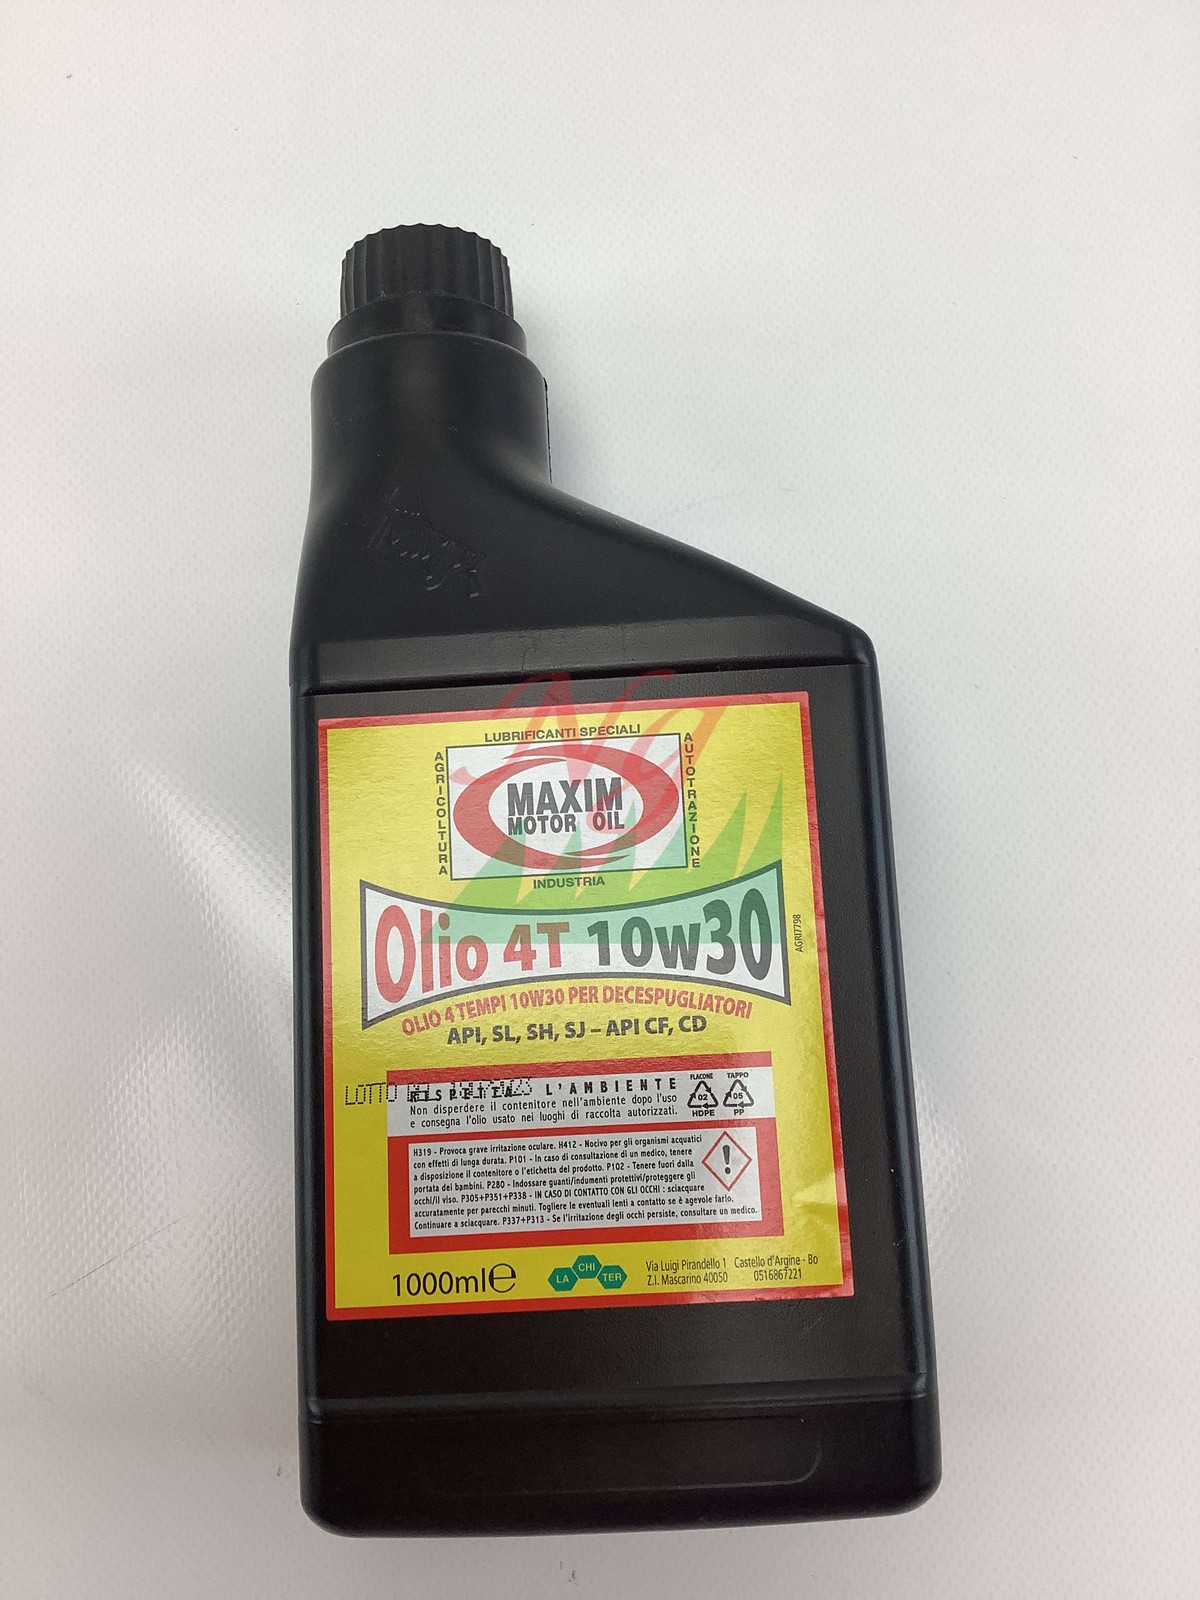 LUBRIFICANTI SPECIALI
AGRICOLTURA
MAXIM
MOTOR OIL
AUTOTRAZIONE
INDUSTRIA
Olio 4T 10w30
AGRI7798
OLIO 4 TEMPI 10W30 PER DECESPUGLIATORI
API, SL, SH, SJ – API CF, CD
LOTTO
L'AMBIENTE
Non disperdere il contenitore nell'ambiente dopo l'uso
e consegna l'olio usato nei luoghi di raccolta autorizzati.
FLACONE TAPPO
02 05
HDPE PP
H319 - Provoca grave irritazione oculare. H412 - Nocivo per gli organismi acquatici
con effetti di lunga durata. P101 - In caso di consultazione di un medico, tenere
a disposizione il contenitore o l'etichetta del prodotto. P102 - Tenere fuori dalla
portata dei bambini. P280 - Indossare guanti/indumenti protettivi/proteggere gli
occhi/il viso. P305+P351+P338 - IN CASO DI CONTATTO CON GLI OCCHI : sciacquare
accuratamente per parecchi minuti. Togliere le eventuali lenti a contatto se è agevole farlo.
Continuare a sciacquare. P337+P313 - Se l'irritazione degli occhi persiste, consultare un medico.
1000ml e
LA CHI TER
Via Luigi Pirandello 1 Castello d'Argine - Bo
Z.I. Mascarino 40050 0516867221